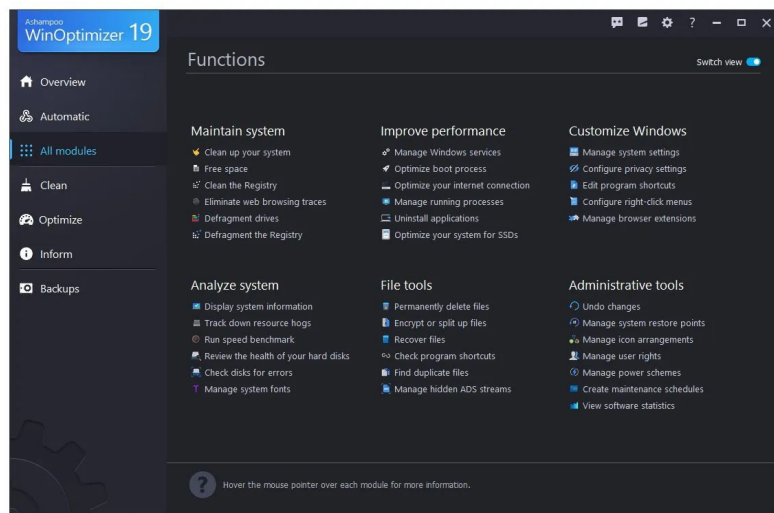 Ashampoo
WinOptimizer 19
?
Functions
Switch view
Overview
Automatic
All modules
Clean
Optimize
Inform
Backups
Maintain system
Clean up your system
Free space
Clean the Registry
Eliminate web browsing traces
Defragment drives
Defragment the Registry
Improve performance
Manage Windows services
Optimize boot process
Optimize your internet connection
Manage running processes
Uninstall applications
Optimize your system for SSDs
Customize Windows
Manage system settings
Configure privacy settings
Edit program shortcuts
Configure right-click menus
Manage browser extensions
Analyze system
Display system information
Track down resource hogs
Run speed benchmark
Review the health of your hard disks
Check disks for errors
Manage system fonts
File tools
Permanently delete files
Encrypt or split up files
Recover files
Check program shortcuts
Find duplicate files
Manage hidden ADS streams
Administrative tools
Undo changes
Manage system restore points
Manage icon arrangements
Manage user rights
Manage power schemes
Create maintenance schedules
View software statistics
? Hover the mouse pointer over each module for more information.